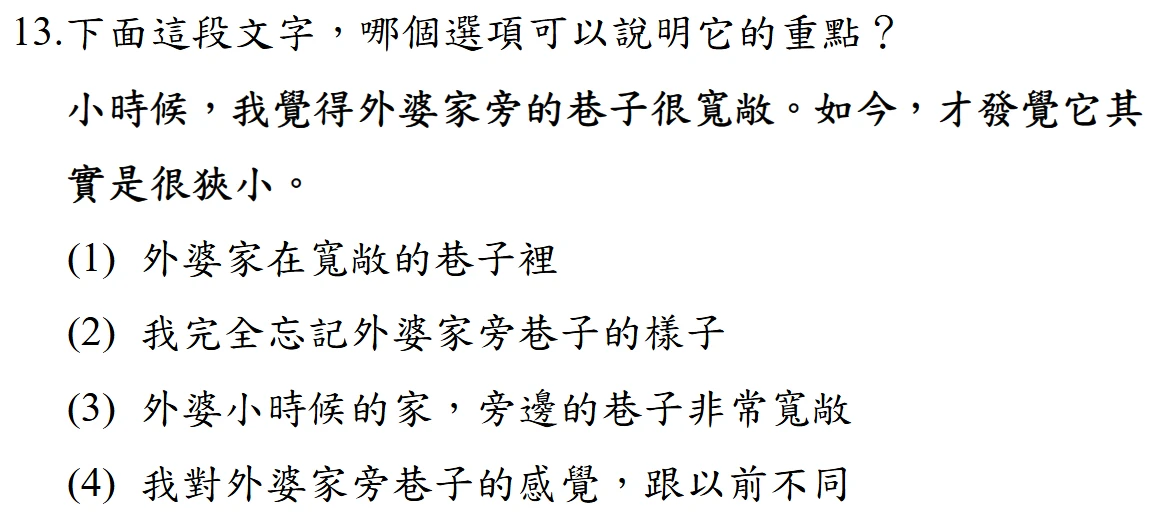 13.下面這段文字，哪個選項可以說明它的重點？
小時候，我覺得外婆家旁的巷子很寬敞。如今，才發覺它其
實是很狹小。
(1) 外婆家在寬敞的巷子裡
(2) 我完全忘記外婆家旁巷子的樣子
(3) 外婆小時候的家，旁邊的巷子非常寬敞
(4) 我對外婆家旁巷子的感覺，跟以前不同